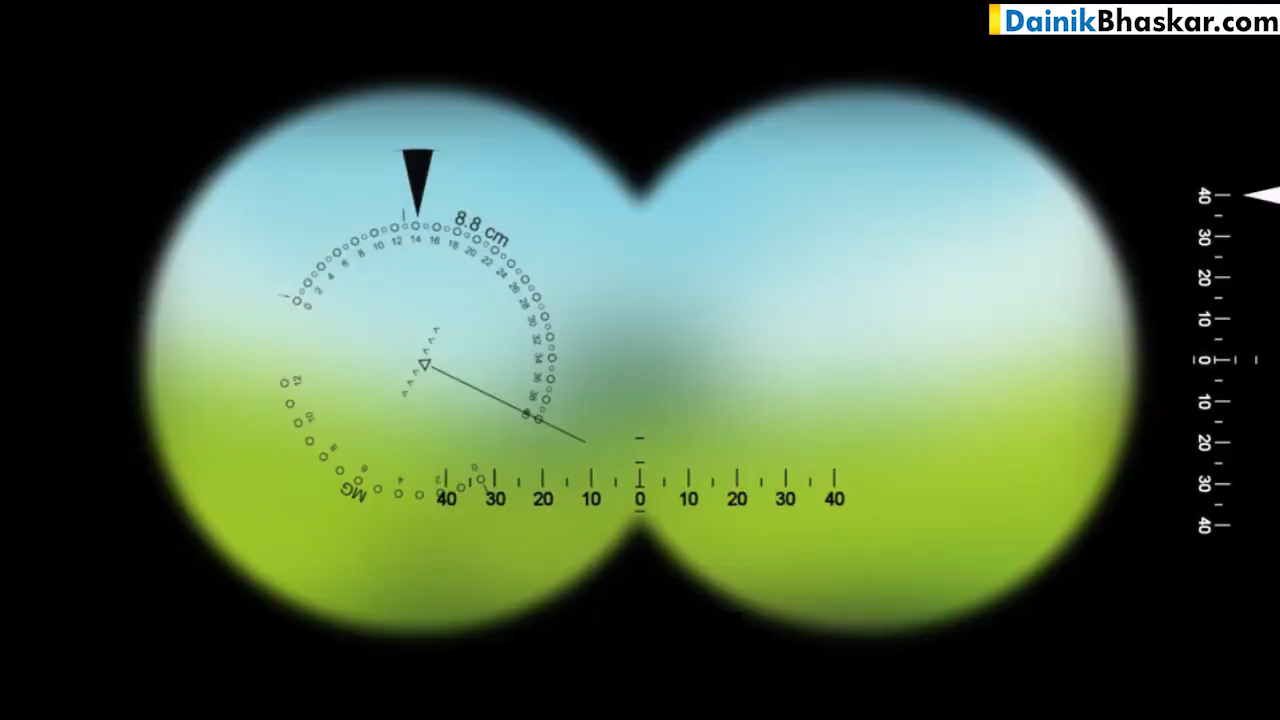 DainikBhaskar.com
8.8 cm
0 2 4 6 8 10 12 14 16 18 20 22 24 26 28 30 32 34 36 38
12 10 8 6 4 2 0
MG
40 30 20 10 0 10 20 30 40
40 30 20 10 0 10 20 30 40